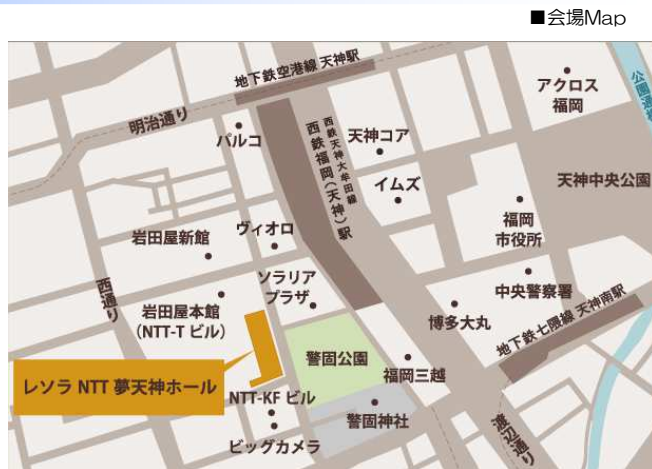 ■会場Map
地下鉄空港線 天神駅
アクロス
福岡
公園通り
明治通り
パルコ
西鉄天神大牟田線
西鉄福岡(天神)駅
天神コア
イムズ
天神中央公園
福岡
市役所
岩田屋新館
ヴィオロ
西通り
ソラリア
プラザ
中央警察署
岩田屋本館
(NTT-T ビル)
博多大丸
地下鉄七隈線 天神南駅
警固公園
福岡三越
レソラ NTT 夢天神ホール
NTT-KF ビル
警固神社
渡辺通り
ビッグカメラ